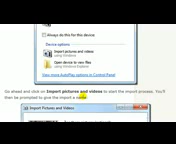 Always do this for this device
Device options
Import pictures and videos
using Windows
Open device to view files
using Windows Explorer
View more AutoPlay options in Control Panel
Go ahead and click on Import pictures and videos to start the import process. You'll
then be prompted to give the import a name.
Import Pictures and Videos